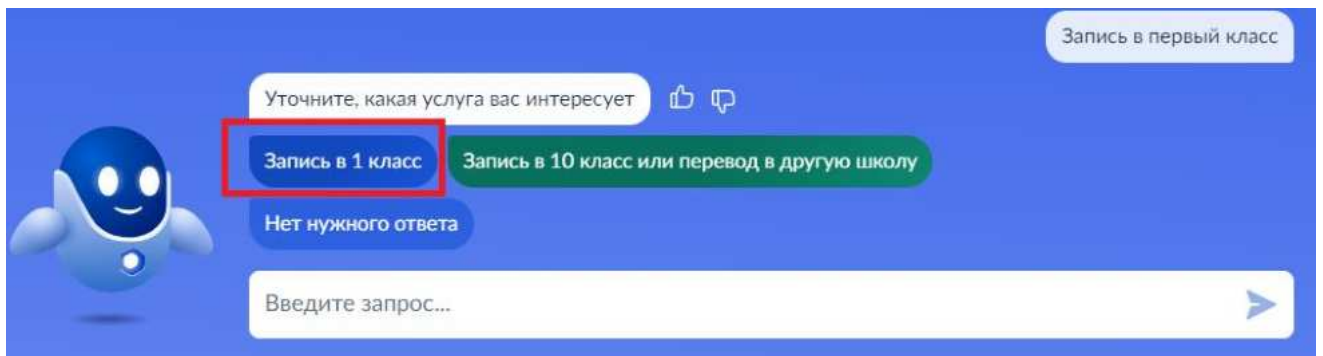 Запись в первый класс
Уточните, какая услуга вас интересует
Запись в 1 класс
Запись в 10 класс или перевод в другую школу
Нет нужного ответа
Введите запрос...